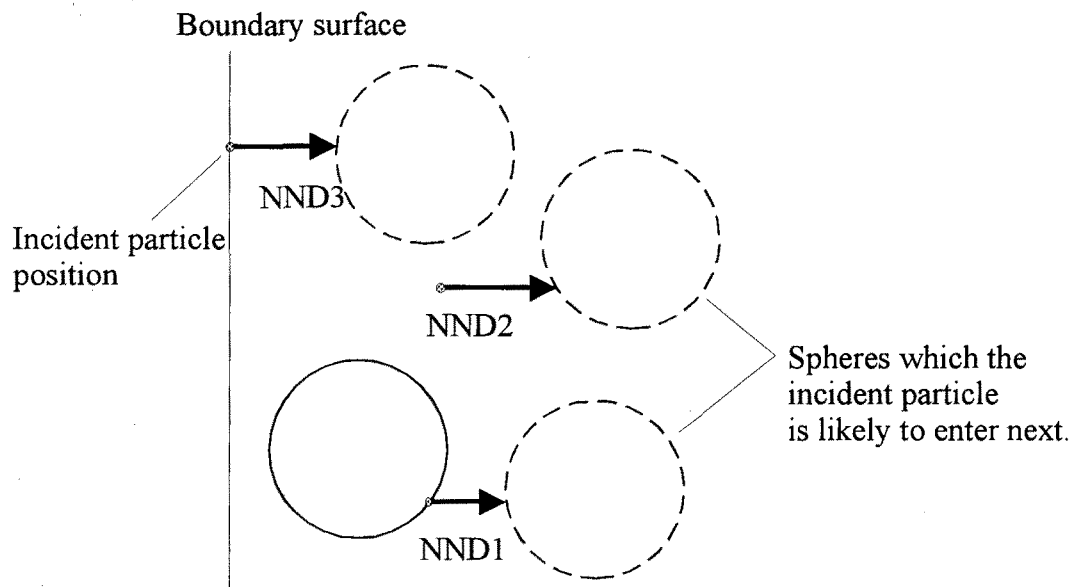 Boundary surface
NND3
Incident particle
position
NND2
Spheres which the
incident particle
is likely to enter next.
NND1